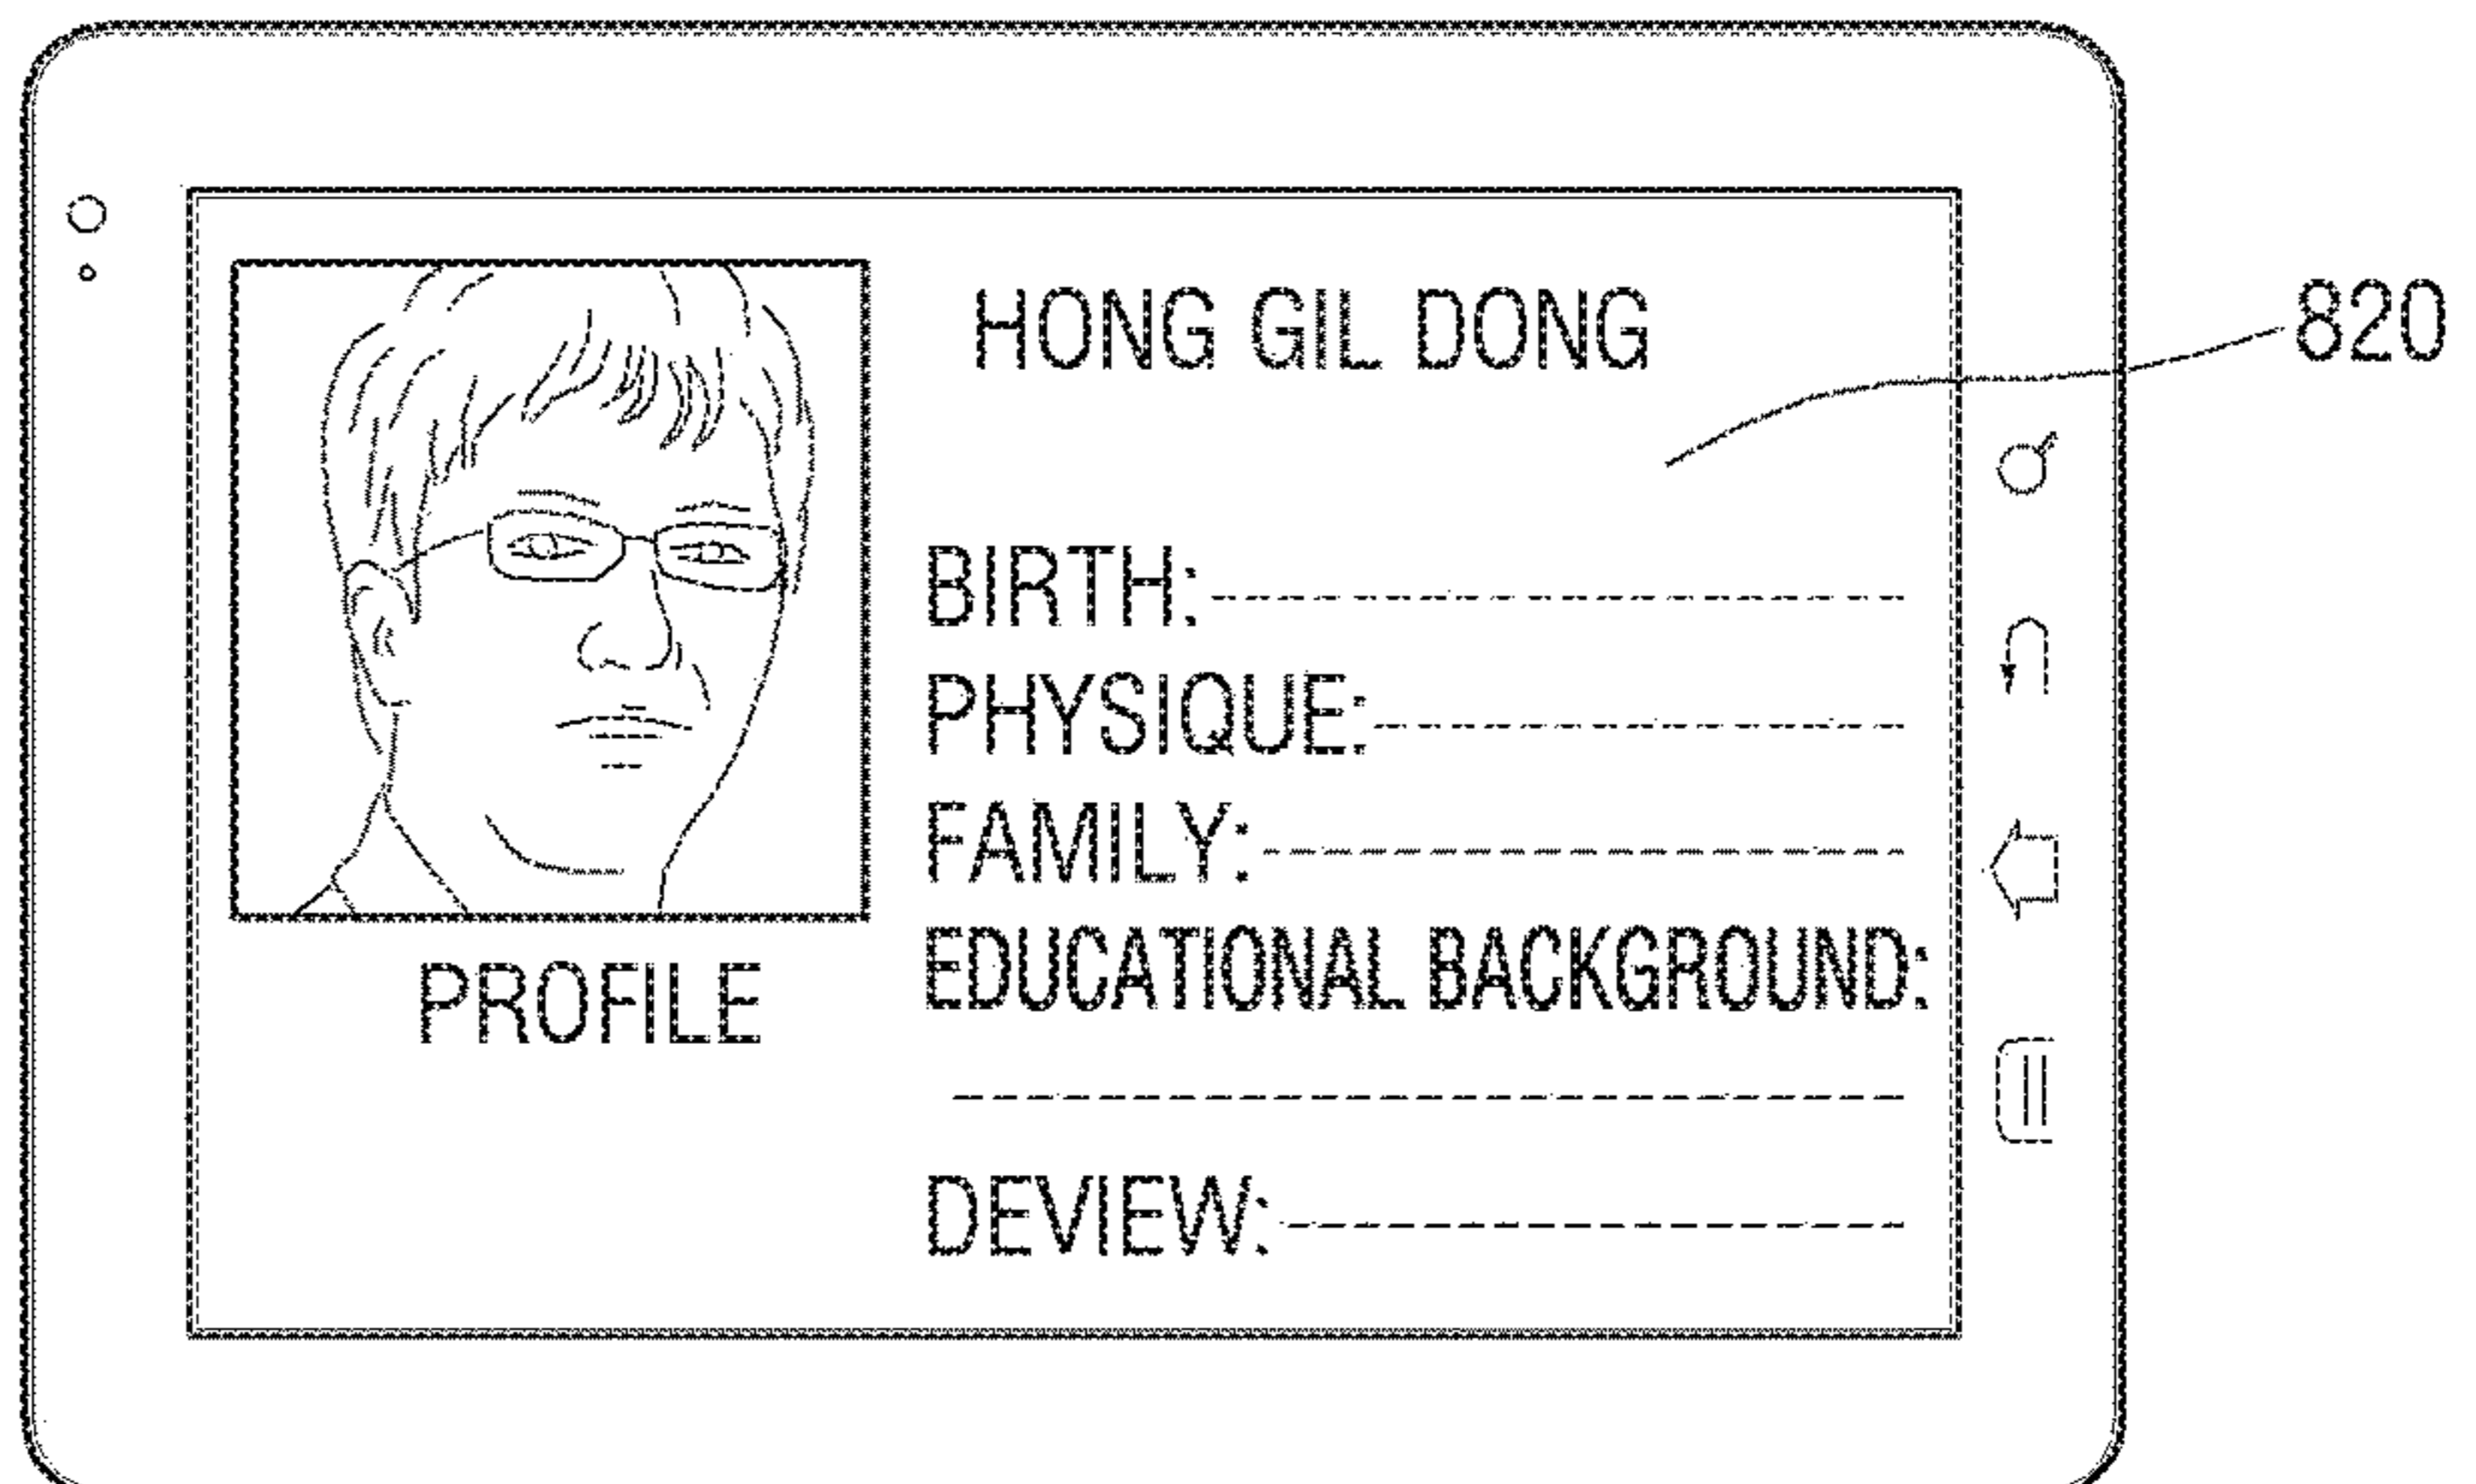 HONG GIL DONG
820
BIRTH:
PHYSIQUE:
FAMILY:
EDUCATIONAL BACKGROUND:
PROFILE
DEVIEW: